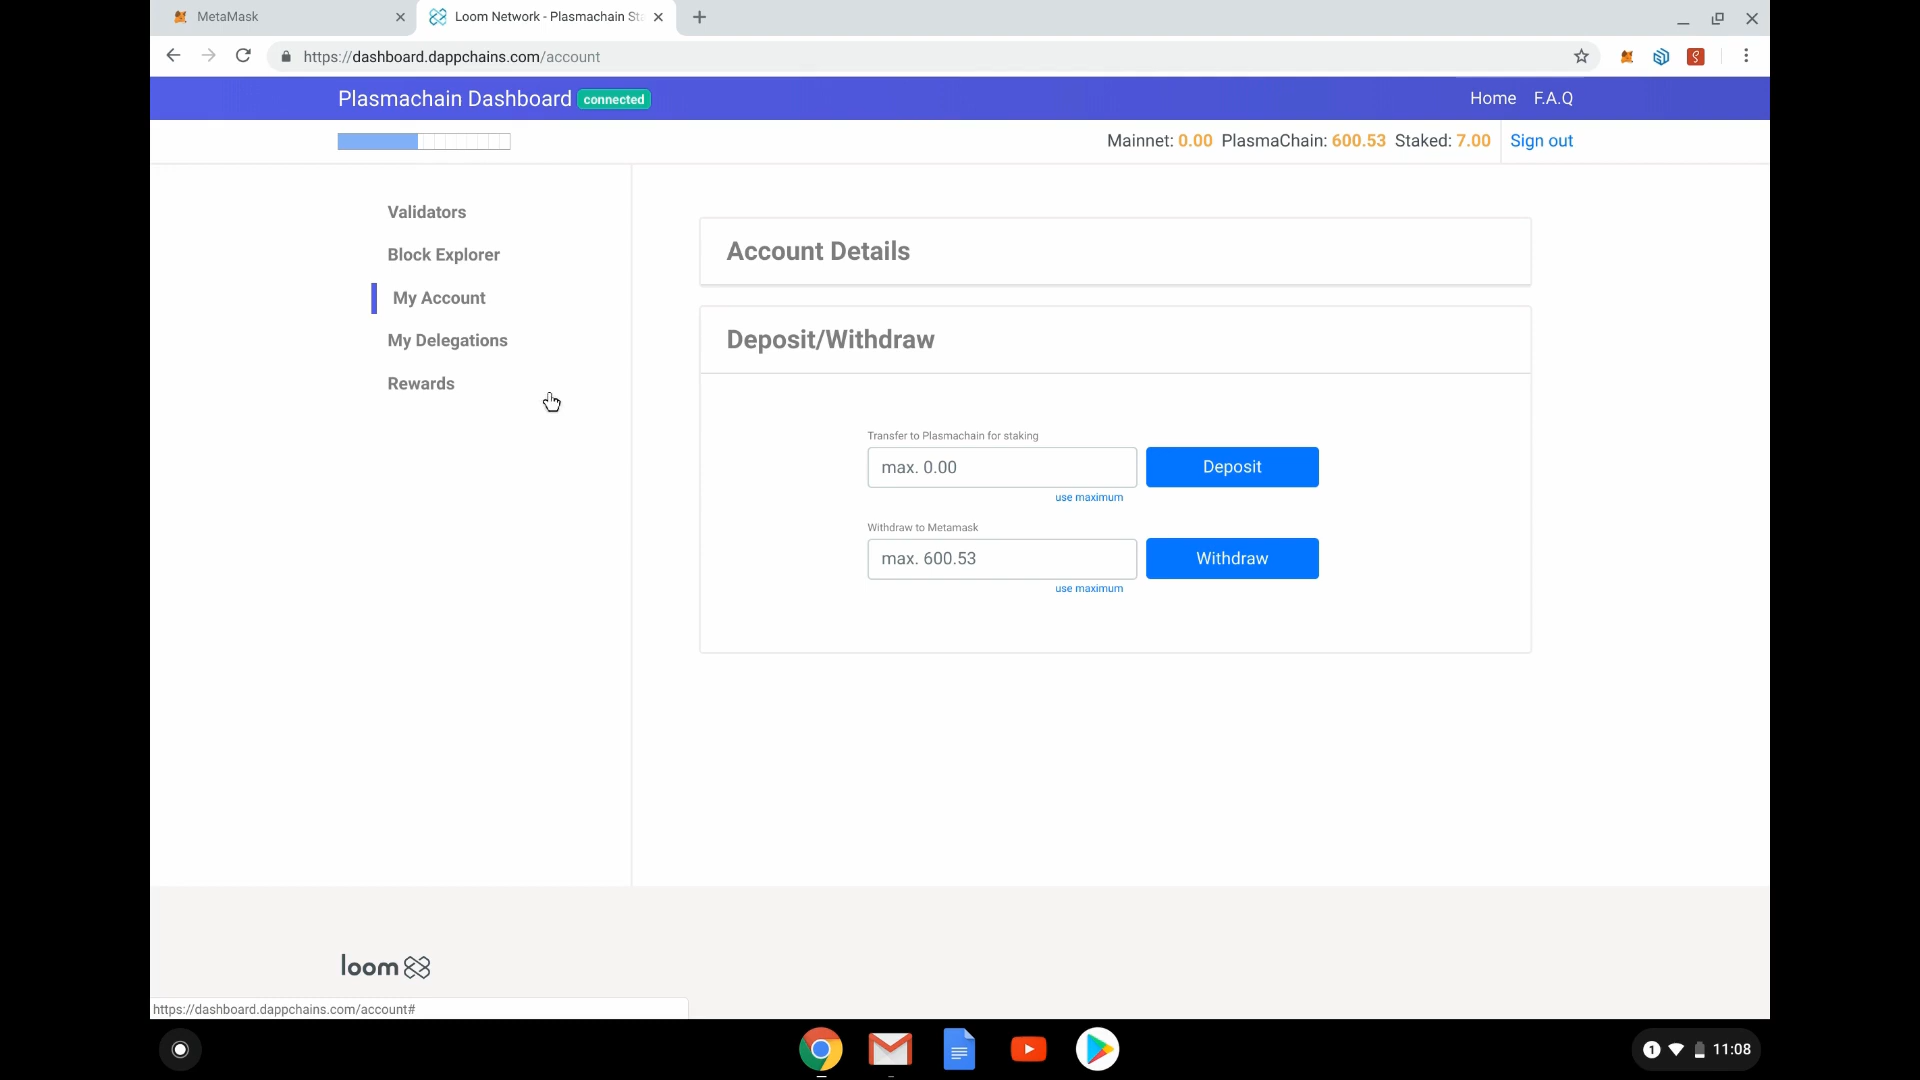 MetaMask
Loom Network - Plasmachain Sta
https://dashboard.dappchains.com/account
Plasmachain Dashboard connected
Home F.A.Q
Mainnet: 0.00 PlasmaChain: 600.53 Staked: 7.00 Sign out
Validators
Block Explorer
My Account
My Delegations
Rewards
Account Details
Deposit/Withdraw
Transfer to Plasmachain for staking
max. 0.00 Deposit
use maximum
Withdraw to Metamask
max. 600.53 Withdraw
use maximum
loom
https://dashboard.dappchains.com/account#
1 11:08